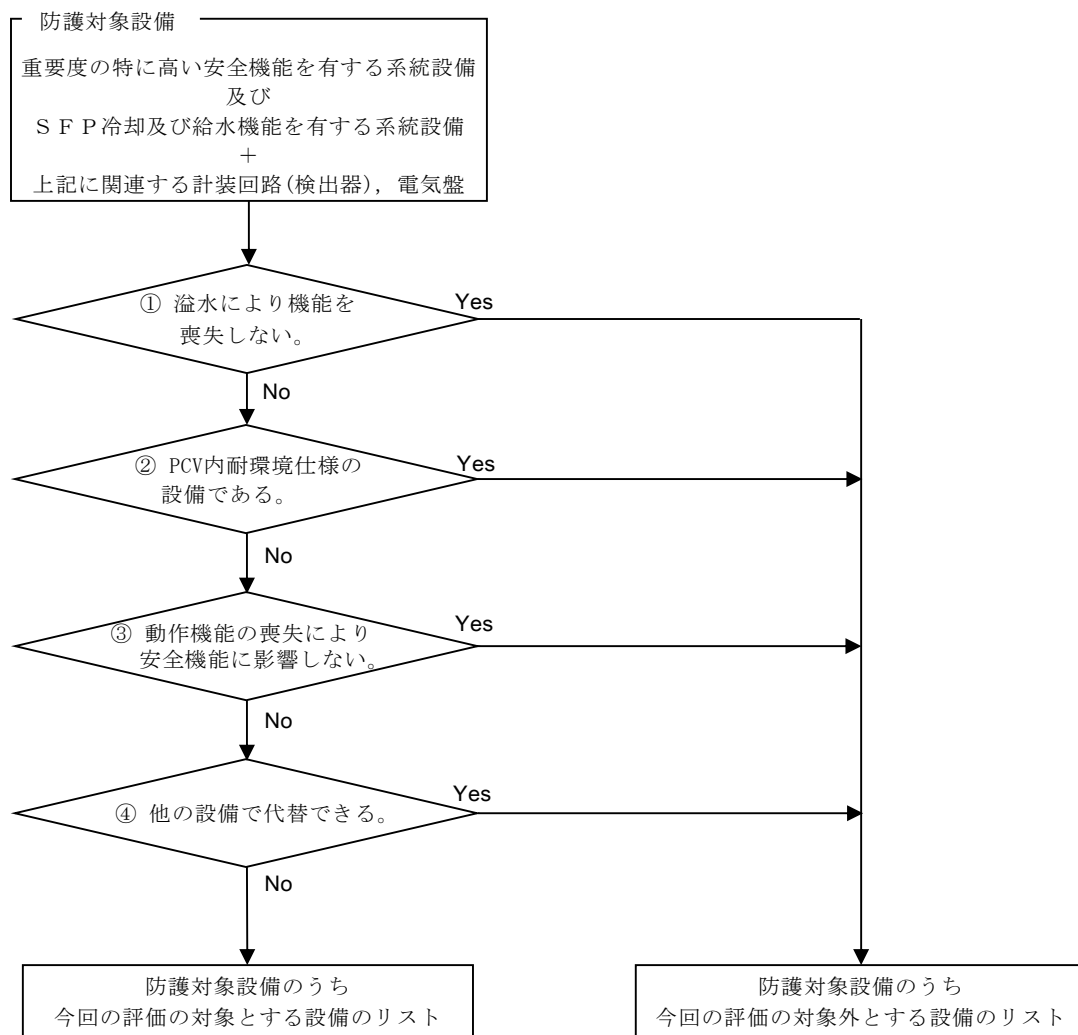 防護対象設備
重要度の特に高い安全機能を有する系統設備
及び
ＳＦＰ冷却及び給水機能を有する系統設備
＋
上記に関連する計装回路(検出器)，電気盤
① 溢水により機能を
喪失しない。
Yes
No
② PCV内耐環境仕様の
設備である。
Yes
No
③ 動作機能の喪失により
安全機能に影響しない。
Yes
No
④ 他の設備で代替できる。
Yes
No
防護対象設備のうち
今回の評価の対象とする設備のリスト
防護対象設備のうち
今回の評価の対象外とする設備のリスト